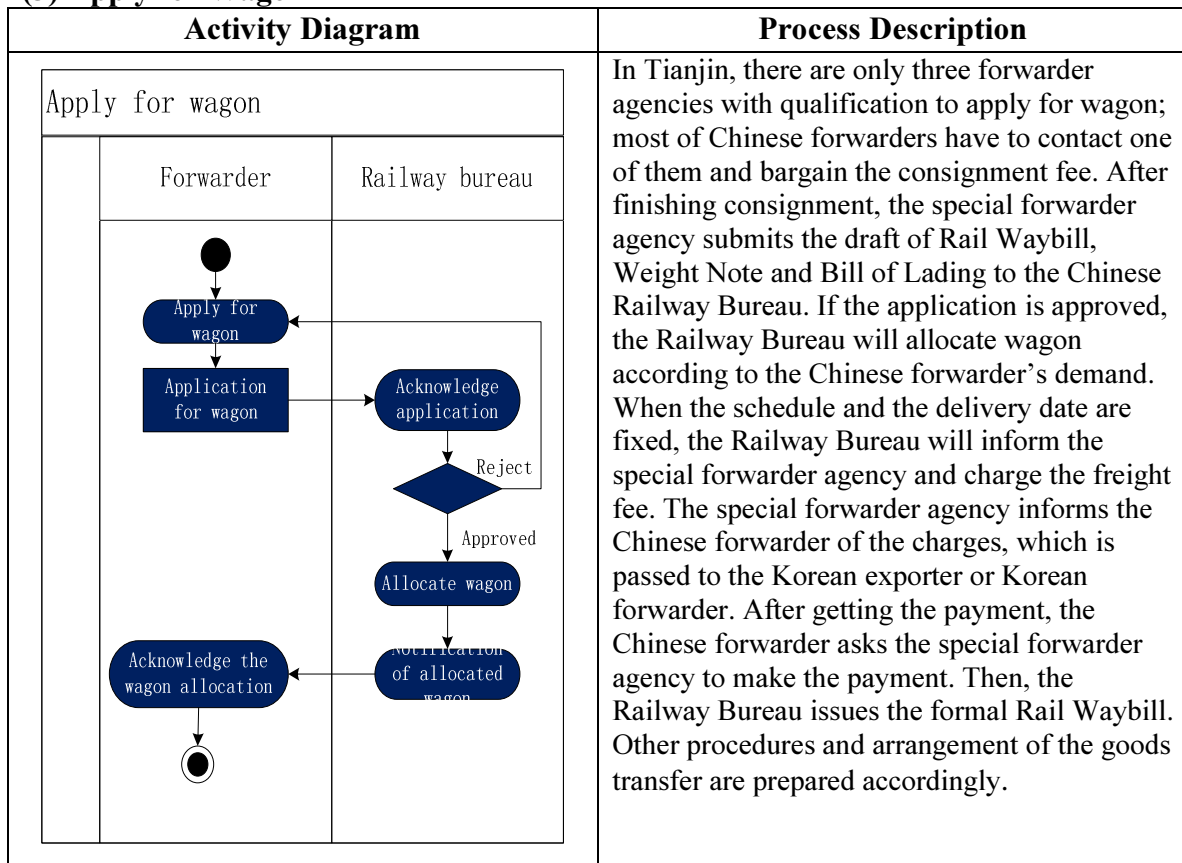 Activity Diagram
Process Description
Apply for wagon
Forwarder
Railway bureau
Apply for
wagon
Application
for wagon
Acknowledge
application
Reject
Approved
Allocate wagon
Notification
of allocated
wagon
Acknowledge the
wagon allocation
In Tianjin, there are only three forwarder
agencies with qualification to apply for wagon;
most of Chinese forwarders have to contact one
of them and bargain the consignment fee. After
finishing consignment, the special forwarder
agency submits the draft of Rail Waybill,
Weight Note and Bill of Lading to the Chinese
Railway Bureau. If the application is approved,
the Railway Bureau will allocate wagon
according to the Chinese forwarder’s demand.
When the schedule and the delivery date are
fixed, the Railway Bureau will inform the
special forwarder agency and charge the freight
fee. The special forwarder agency informs the
Chinese forwarder of the charges, which is
passed to the Korean exporter or Korean
forwarder. After getting the payment, the
Chinese forwarder asks the special forwarder
agency to make the payment. Then, the
Railway Bureau issues the formal Rail Waybill.
Other procedures and arrangement of the goods
transfer are prepared accordingly.